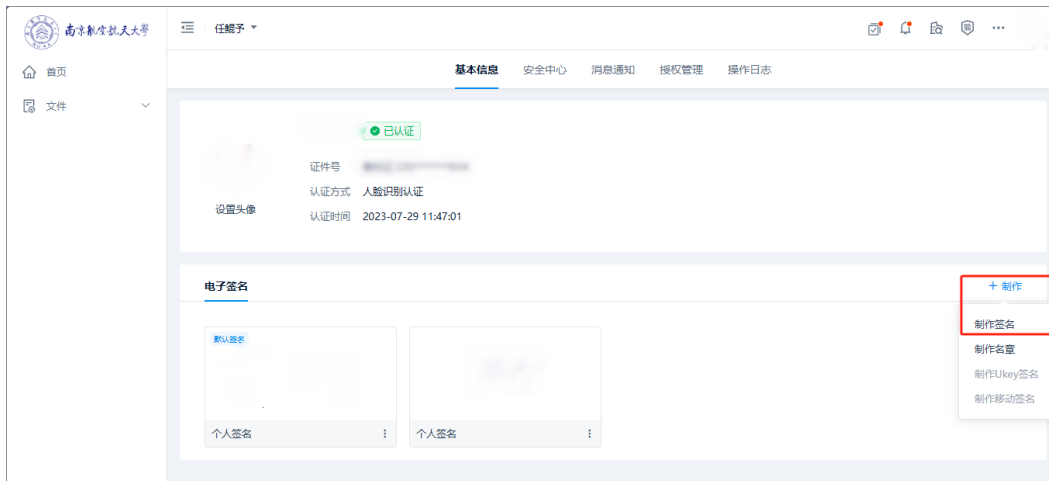 南京航空航天大学
任鲲予
首页
文件
基本信息 安全中心 消息通知 授权管理 操作日志
已认证
证件号
认证方式 人脸识别认证
认证时间 2023-07-29 11:47:01
设置头像
电子签名
+ 制作
制作签名
制作名章
制作Ukey签名
制作移动签名
默认签名
个人签名
个人签名